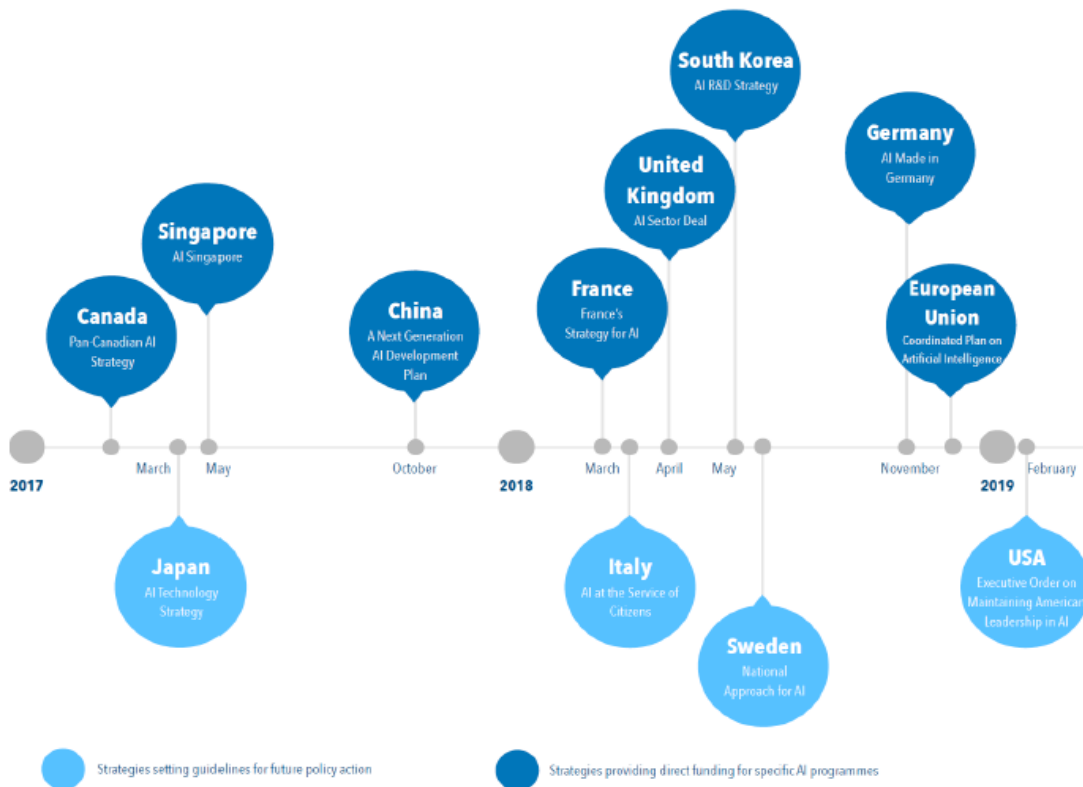 South Korea
AI R&D Strategy
Germany
AI Made in
Germany
United
Kingdom
AI Sector Deal
Singapore
AI Singapore
France
France's
Strategy for AI
European
Union
Coordinated Plan on
Artificial Intelligence
Canada
Pan-Canadian AI
Strategy
China
A Next Generation
AI Development
Plan
March
May
October
March
April
May
November
February
2017
2018
2019
Japan
AI Technology
Strategy
Italy
AI at the Service of
Citizens
USA
Executive Order on
Maintaining American
Leadership in AI
Sweden
National
Approach for AI
Strategies setting guidelines for future policy action
Strategies providing direct funding for specific AI programmes